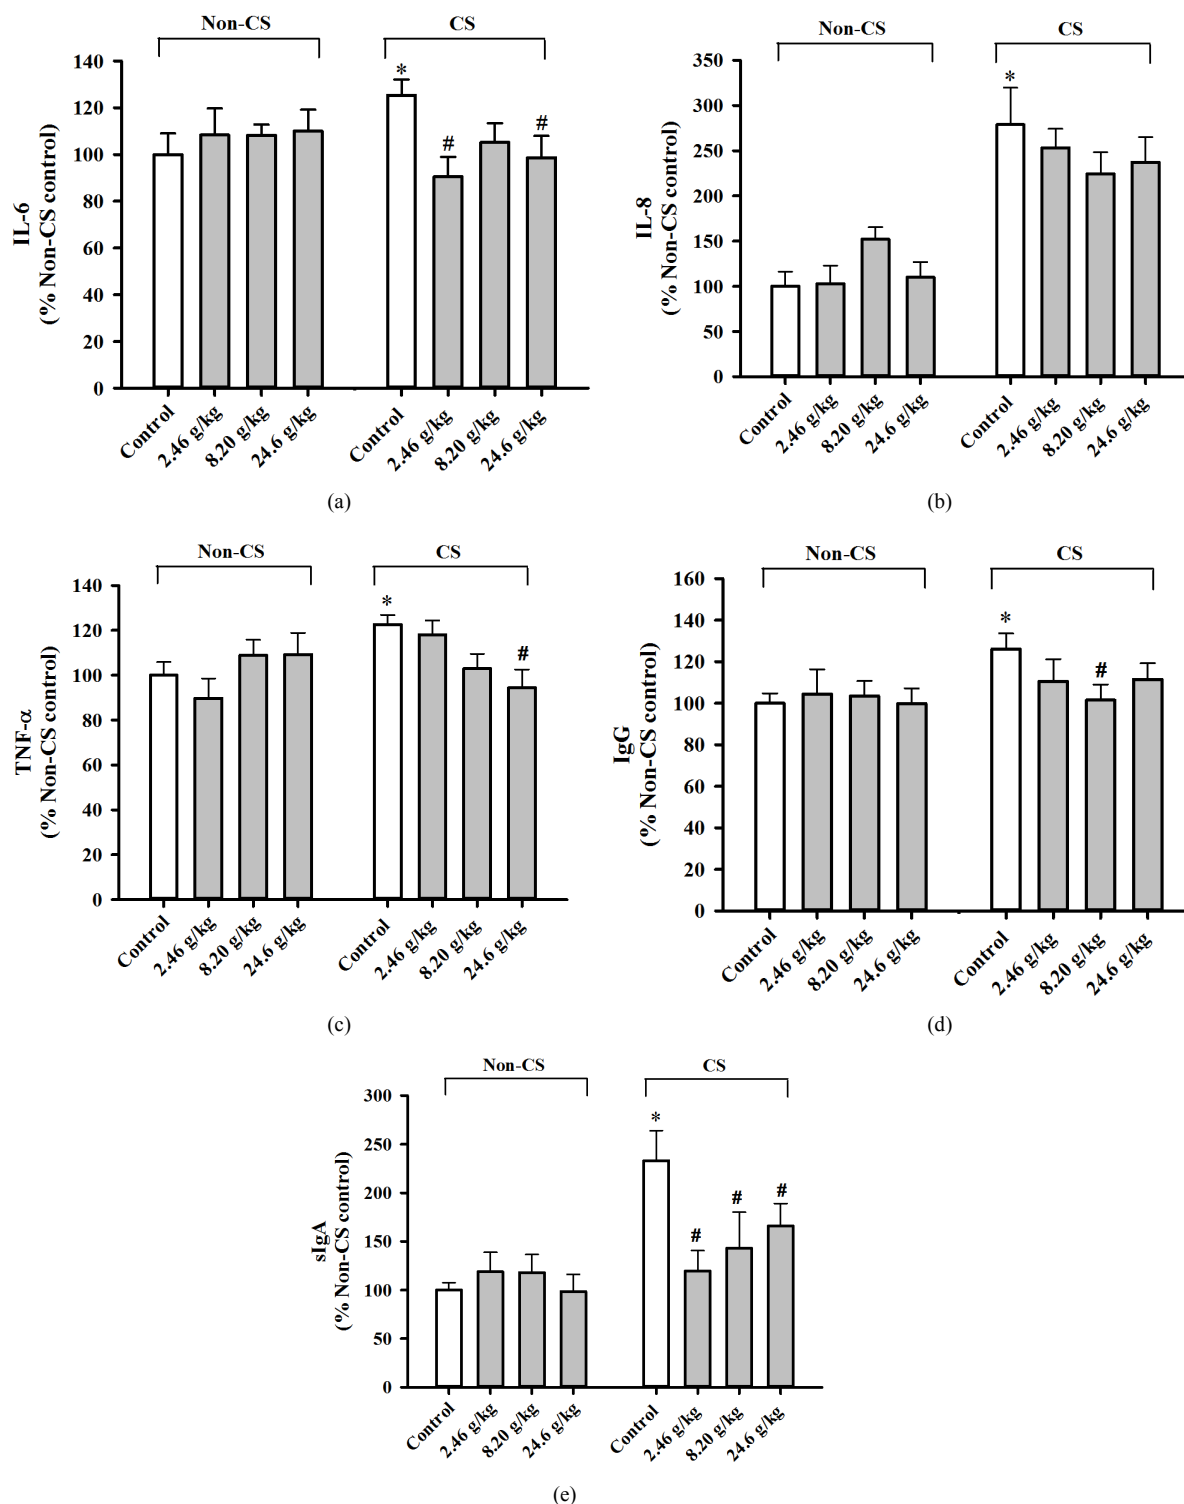 Non-CS CS
IL-6
(% Non-CS control)
140
120
100
80
60
40
20
0
* # #
Control 2.46 g/kg 8.20 g/kg 24.6 g/kg Control 2.46 g/kg 8.20 g/kg 24.6 g/kg
(a)
Non-CS CS
IL-8
(% Non-CS control)
350
300
250
200
150
100
50
0
*
Control 2.46 g/kg 8.20 g/kg 24.6 g/kg Control 2.46 g/kg 8.20 g/kg 24.6 g/kg
(b)
Non-CS CS
TNF-α
(% Non-CS control)
140
120
100
80
60
40
20
0
* #
Control 2.46 g/kg 8.20 g/kg 24.6 g/kg Control 2.46 g/kg 8.20 g/kg 24.6 g/kg
(c)
Non-CS CS
IgG
(% Non-CS control)
160
140
120
100
80
60
40
20
0
* #
Control 2.46 g/kg 8.20 g/kg 24.6 g/kg Control 2.46 g/kg 8.20 g/kg 24.6 g/kg
(d)
Non-CS CS
sIgA
(% Non-CS control)
300
250
200
150
100
50
0
* # # #
Control 2.46 g/kg 8.20 g/kg 24.6 g/kg Control 2.46 g/kg 8.20 g/kg 24.6 g/kg
(e)